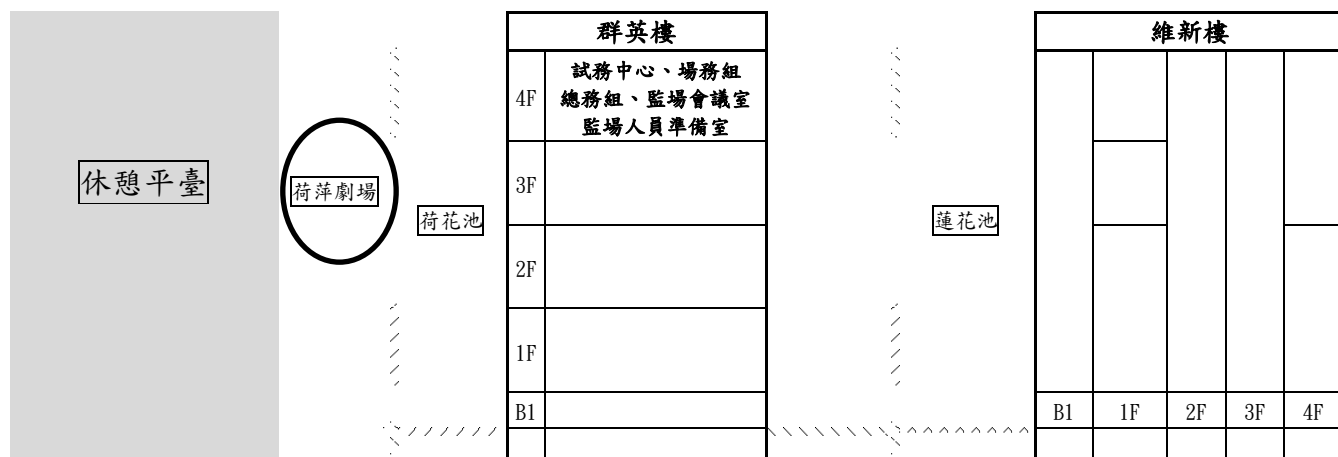 休憩平臺
荷萍劇場
荷花池
群英樓
4F
試務中心、場務組
總務組、監場會議室
監場人員準備室
3F
2F
1F
B1
蓮花池
維新樓
B1 1F 2F 3F 4F